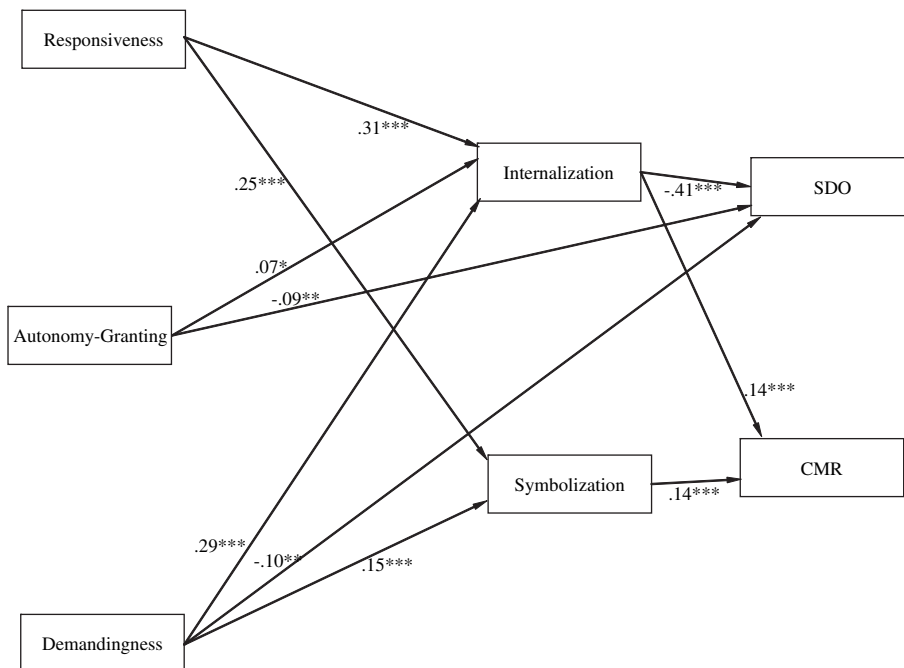 Responsiveness
.31***
Internalization
.25***
-.41***
SDO
.07*
-.09**
Autonomy-Granting
.14***
CMR
Symbolization
.14***
.29***
-.10**
.15***
Demandingness